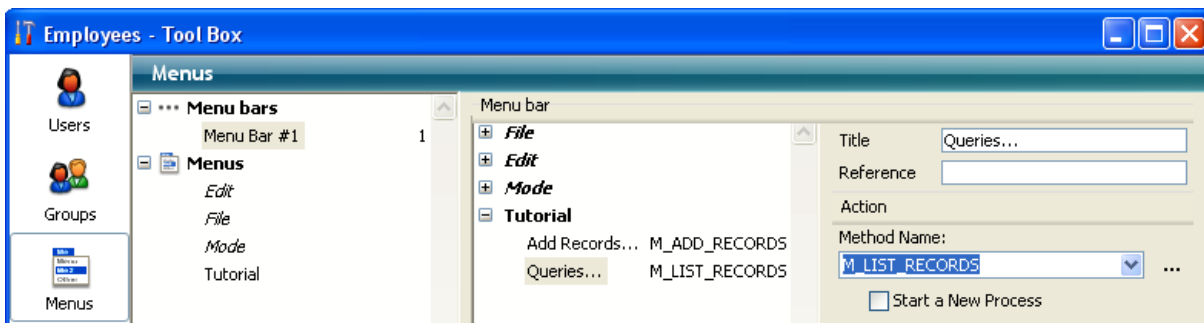 Employees - Tool Box
Users
Groups
Menus
Menus
Menu bars
Menu Bar #1 1
Menus
Edit
File
Mode
Tutorial
Menu bar
File
Edit
Mode
Tutorial
Add Records... M_ADD_RECORDS
Queries... M_LIST_RECORDS
Title Queries...
Reference
Action
Method Name:
M_LIST_RECORDS ...
Start a New Process